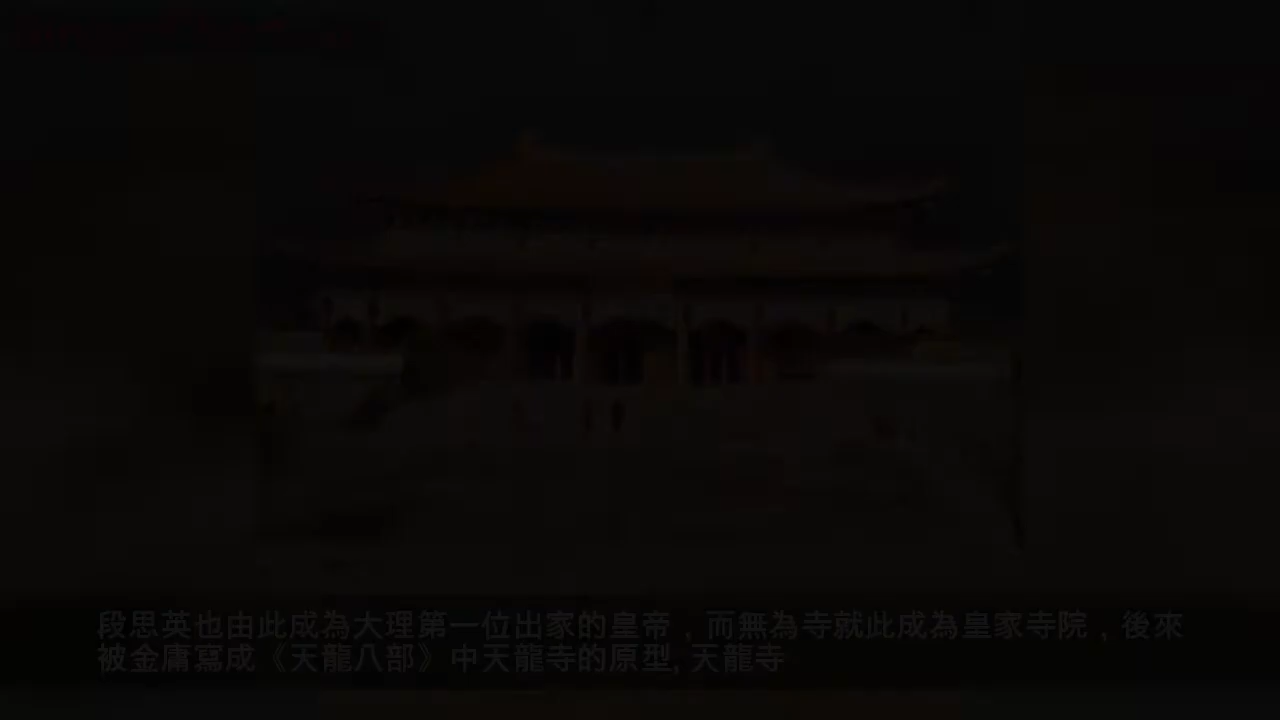 段思英也由此成為大理第一位出家的皇帝，而無為寺就此成為皇家寺院，後來
被金庸寫成《天龍八部》中天龍寺的原型, 天龍寺